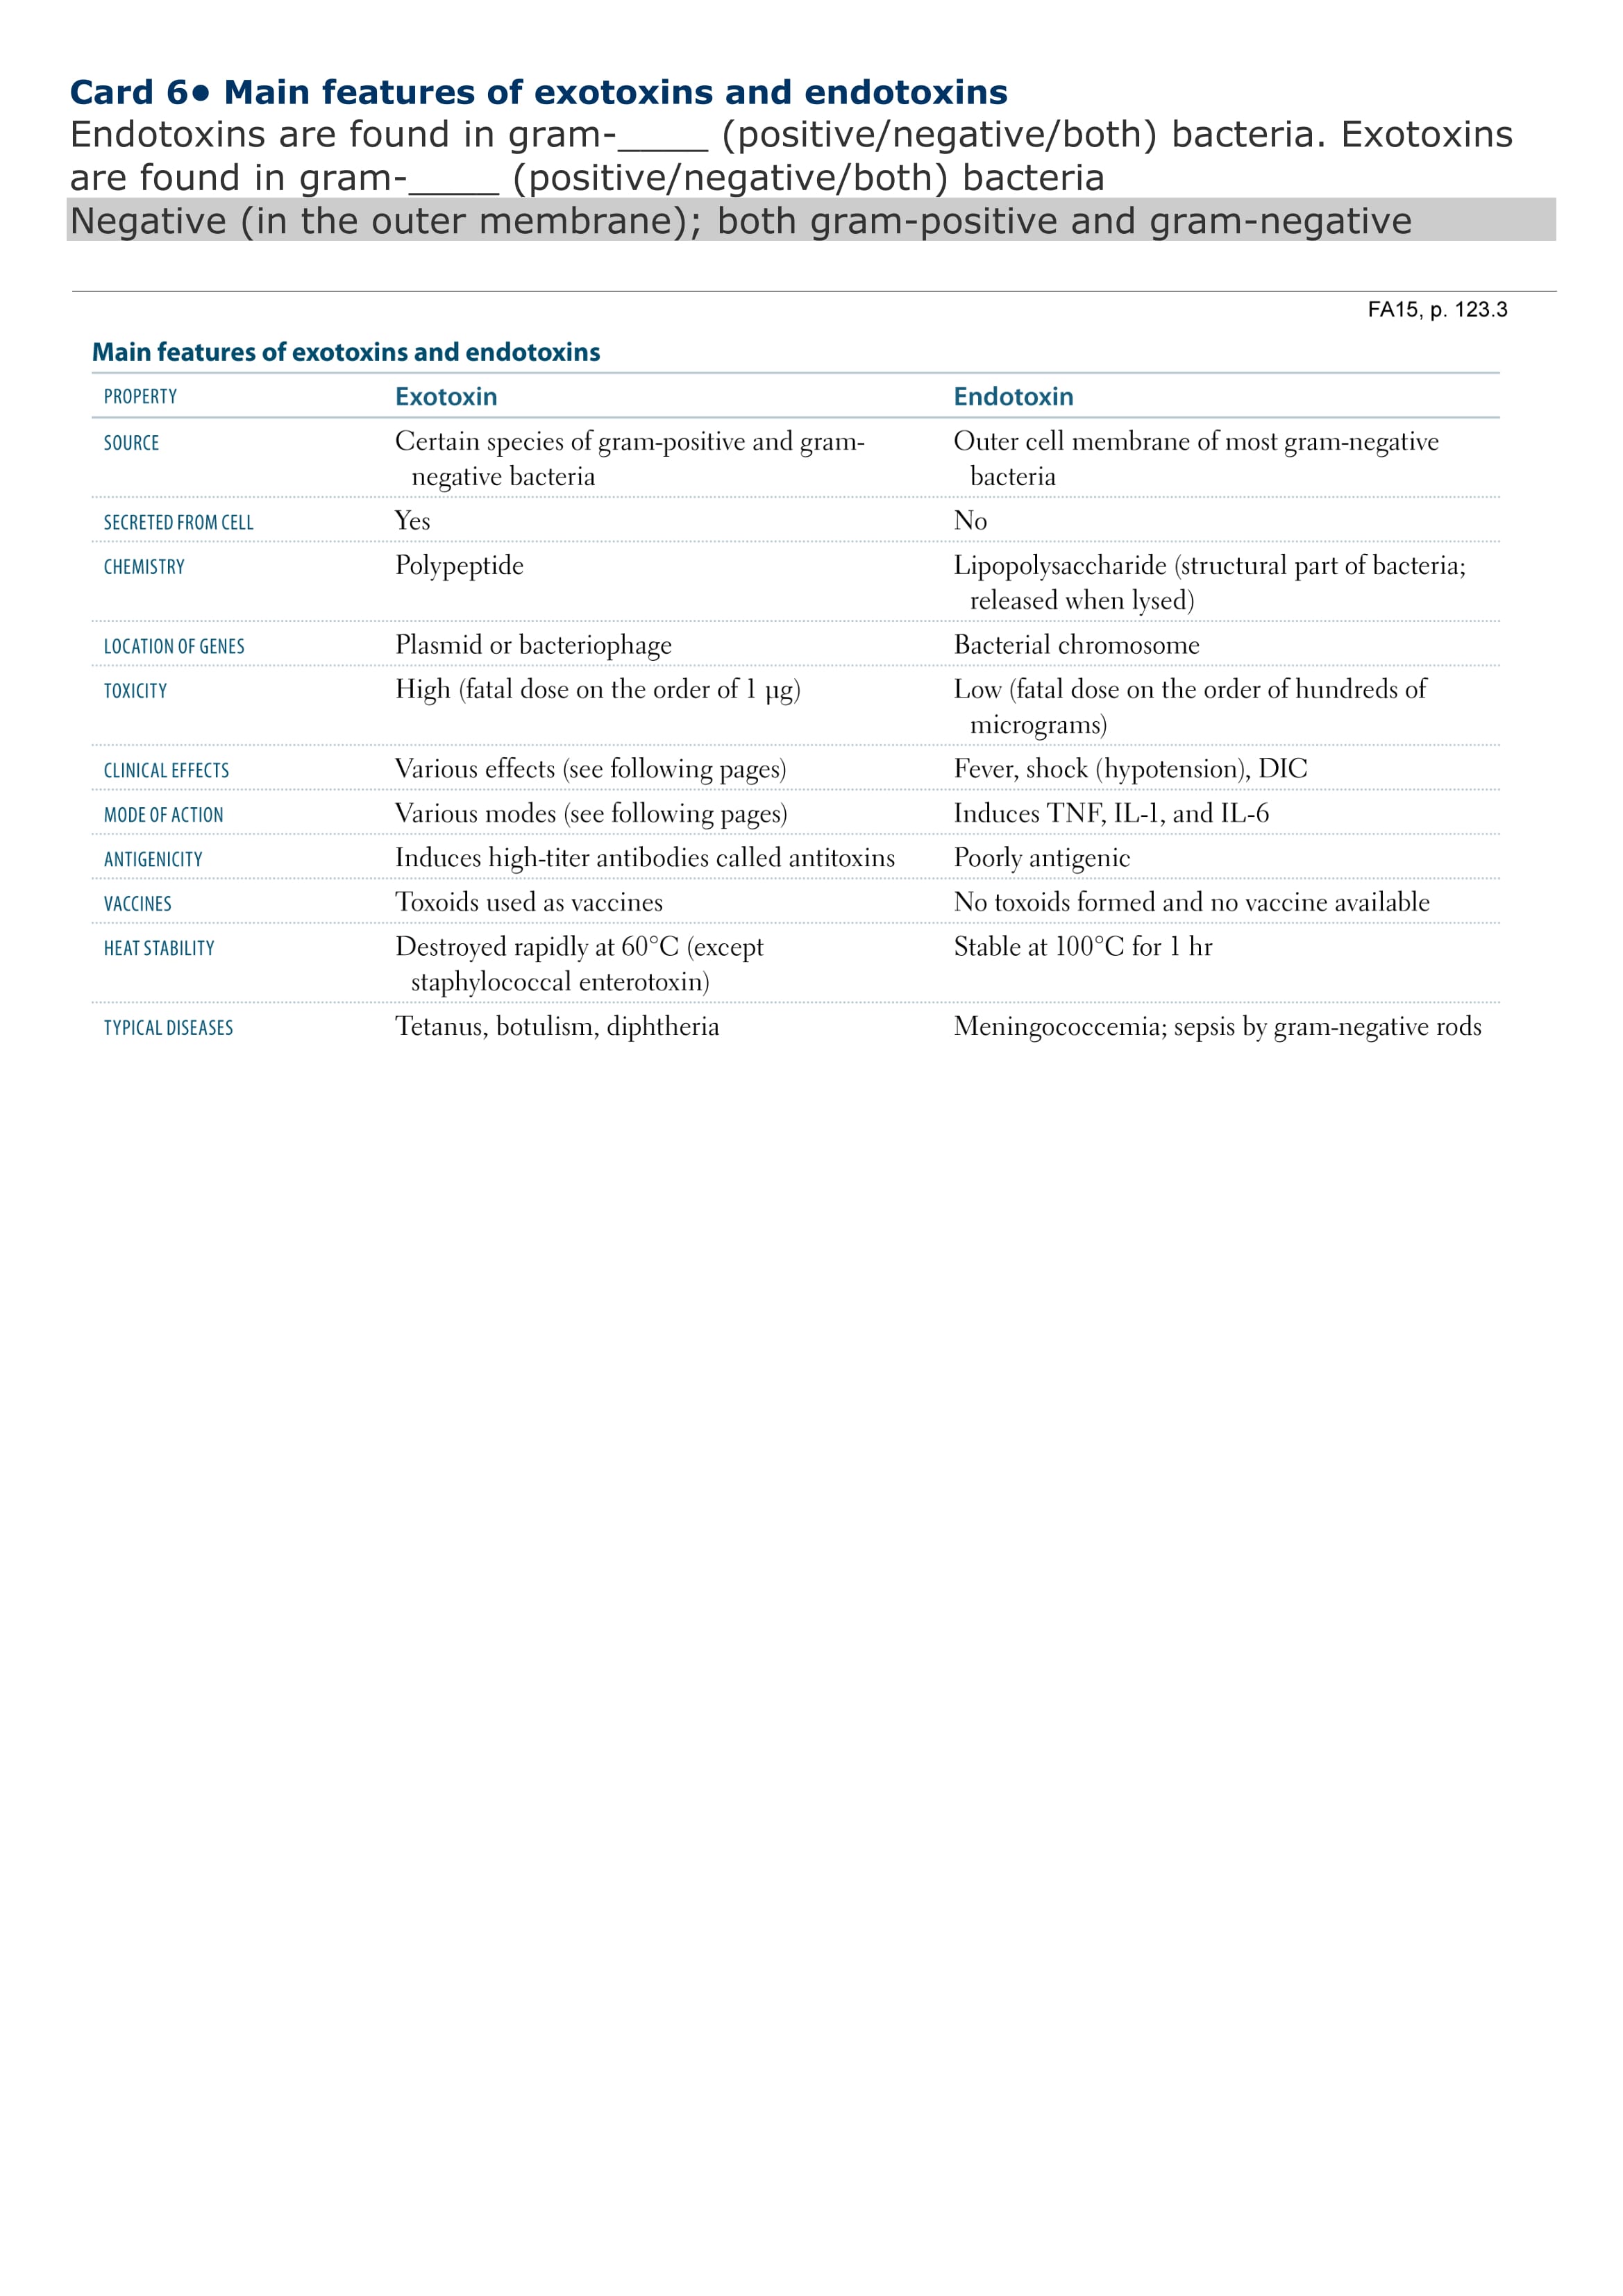 Card 6• Main features of exotoxins and endotoxins
Endotoxins are found in gram-____ (positive/negative/both) bacteria. Exotoxins
are found in gram-____ (positive/negative/both) bacteria
Negative (in the outer membrane); both gram-positive and gram-negative
FA15, p. 123.3
Main features of exotoxins and endotoxins
PROPERTY Exotoxin Endotoxin
SOURCE Certain species of gram-positive and gram- Outer cell membrane of most gram-negative
negative bacteria bacteria
SECRETED FROM CELL Yes No
CHEMISTRY Polypeptide Lipopolysaccharide (structural part of bacteria;
released when lysed)
LOCATION OF GENES Plasmid or bacteriophage Bacterial chromosome
TOXICITY High (fatal dose on the order of 1 µg) Low (fatal dose on the order of hundreds of
micrograms)
CLINICAL EFFECTS Various effects (see following pages) Fever, shock (hypotension), DIC
MODE OF ACTION Various modes (see following pages) Induces TNF, IL-1, and IL-6
ANTIGENICITY Induces high-titer antibodies called antitoxins Poorly antigenic
VACCINES Toxoids used as vaccines No toxoids formed and no vaccine available
HEAT STABILITY Destroyed rapidly at 60°C (except Stable at 100°C for 1 hr
staphylococcal enterotoxin)
TYPICAL DISEASES Tetanus, botulism, diphtheria Meningococcemia; sepsis by gram-negative rods